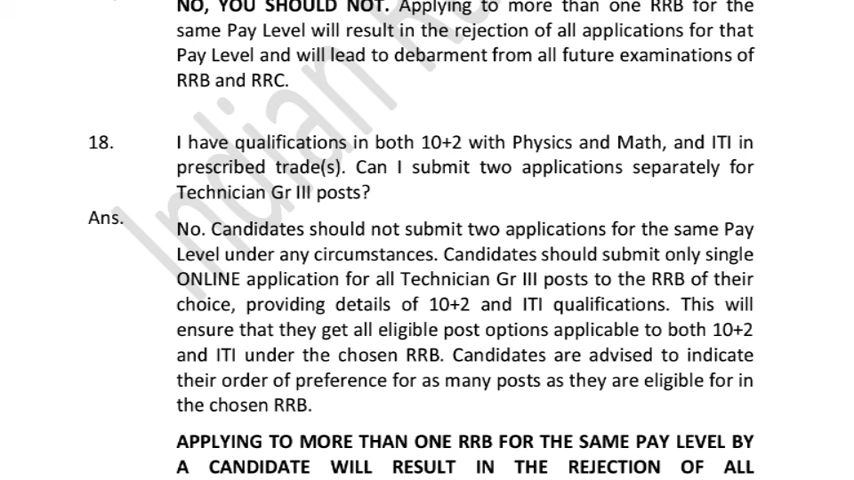 NO, YOU SHOULD NOT. Applying to more than one RRB for the
same Pay Level will result in the rejection of all applications for that
Pay Level and will lead to debarment from all future examinations of
RRB and RRC.
18. I have qualifications in both 10+2 with Physics and Math, and ITI in
prescribed trade(s). Can I submit two applications separately for
Technician Gr III posts?
Ans.
No. Candidates should not submit two applications for the same Pay
Level under any circumstances. Candidates should submit only single
ONLINE application for all Technician Gr III posts to the RRB of their
choice, providing details of 10+2 and ITI qualifications. This will
ensure that they get all eligible post options applicable to both 10+2
and ITI under the chosen RRB. Candidates are advised to indicate
their order of preference for as many posts as they are eligible for in
the chosen RRB.
APPLYING TO MORE THAN ONE RRB FOR THE SAME PAY LEVEL BY
A CANDIDATE WILL RESULT IN THE REJECTION OF ALL
Indian